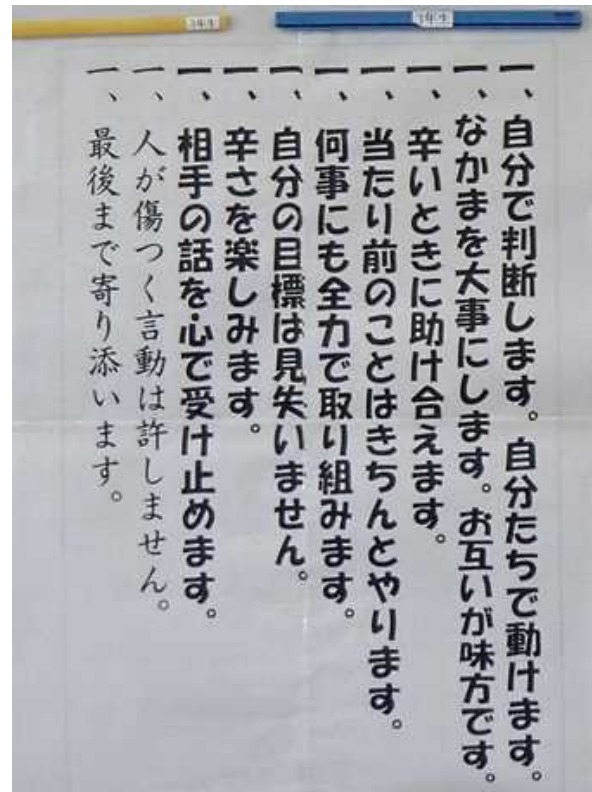 一、自分で判断します。自分たちで動けます。
一、なかまを大事にします。お互いが味方です。
一、辛いときに助け合えます。
一、当たり前のことはきちんとやります。
一、何事にも全力で取り組みます。
一、自分の目標は見失いません。
一、辛さを楽しみます。
一、相手の話を心で受け止めます。
一、人が傷つく言動は許しません。
一、最後まで寄り添います。